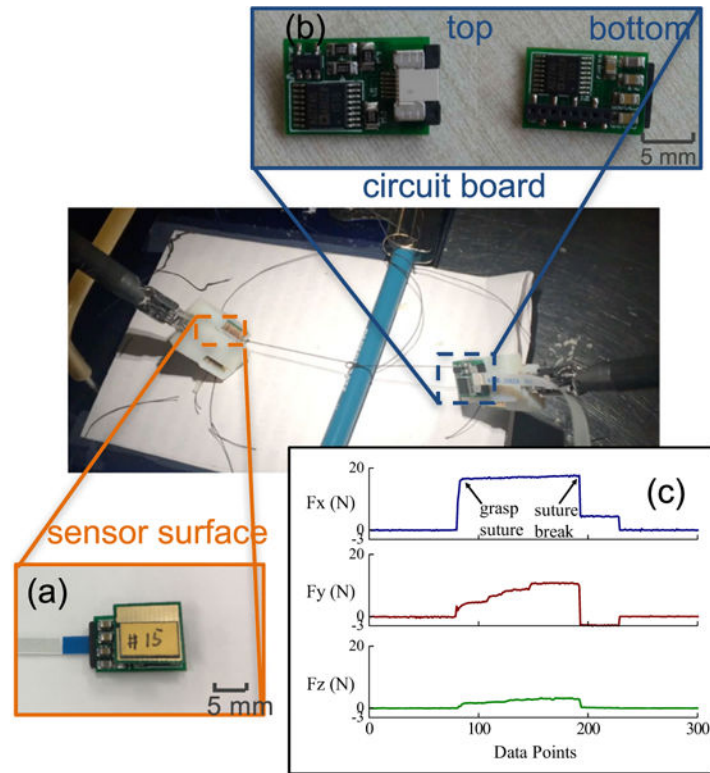 (b)
top
bottom
5 mm
circuit board
sensor surface
(a)
#15
5 mm
(c)
20
Fx (N)
0
-3
grasp
suture
suture
break
20
Fy (N)
0
-3
20
Fz (N)
0
-3
0
100
200
300
Data Points